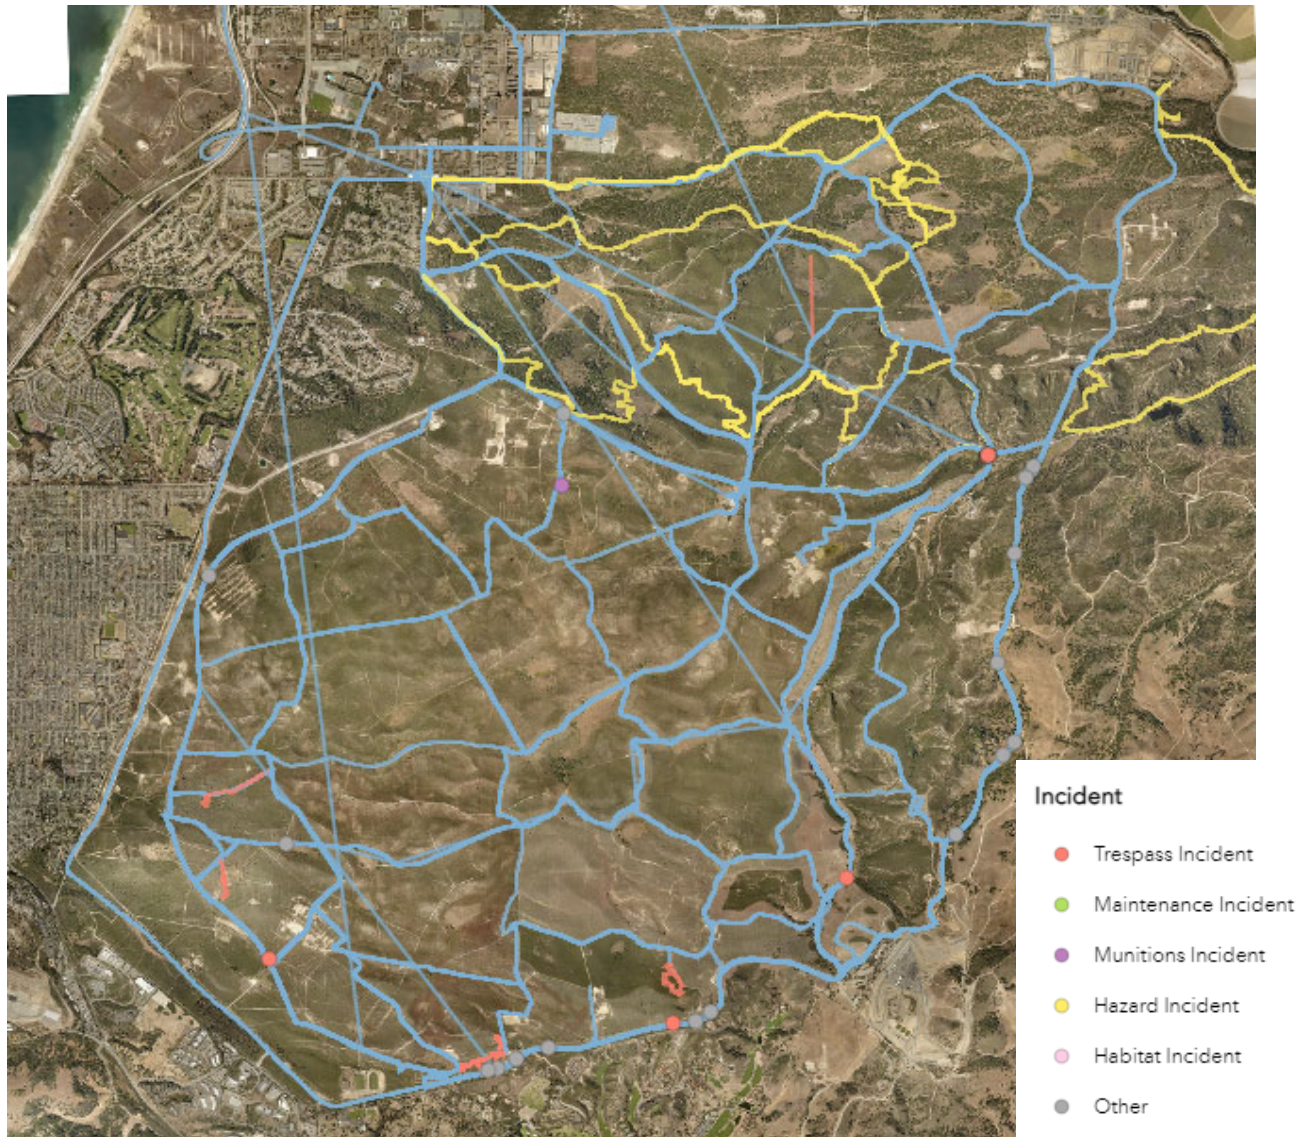 Incident
Trespass Incident
Maintenance Incident
Munitions Incident
Hazard Incident
Habitat Incident
Other